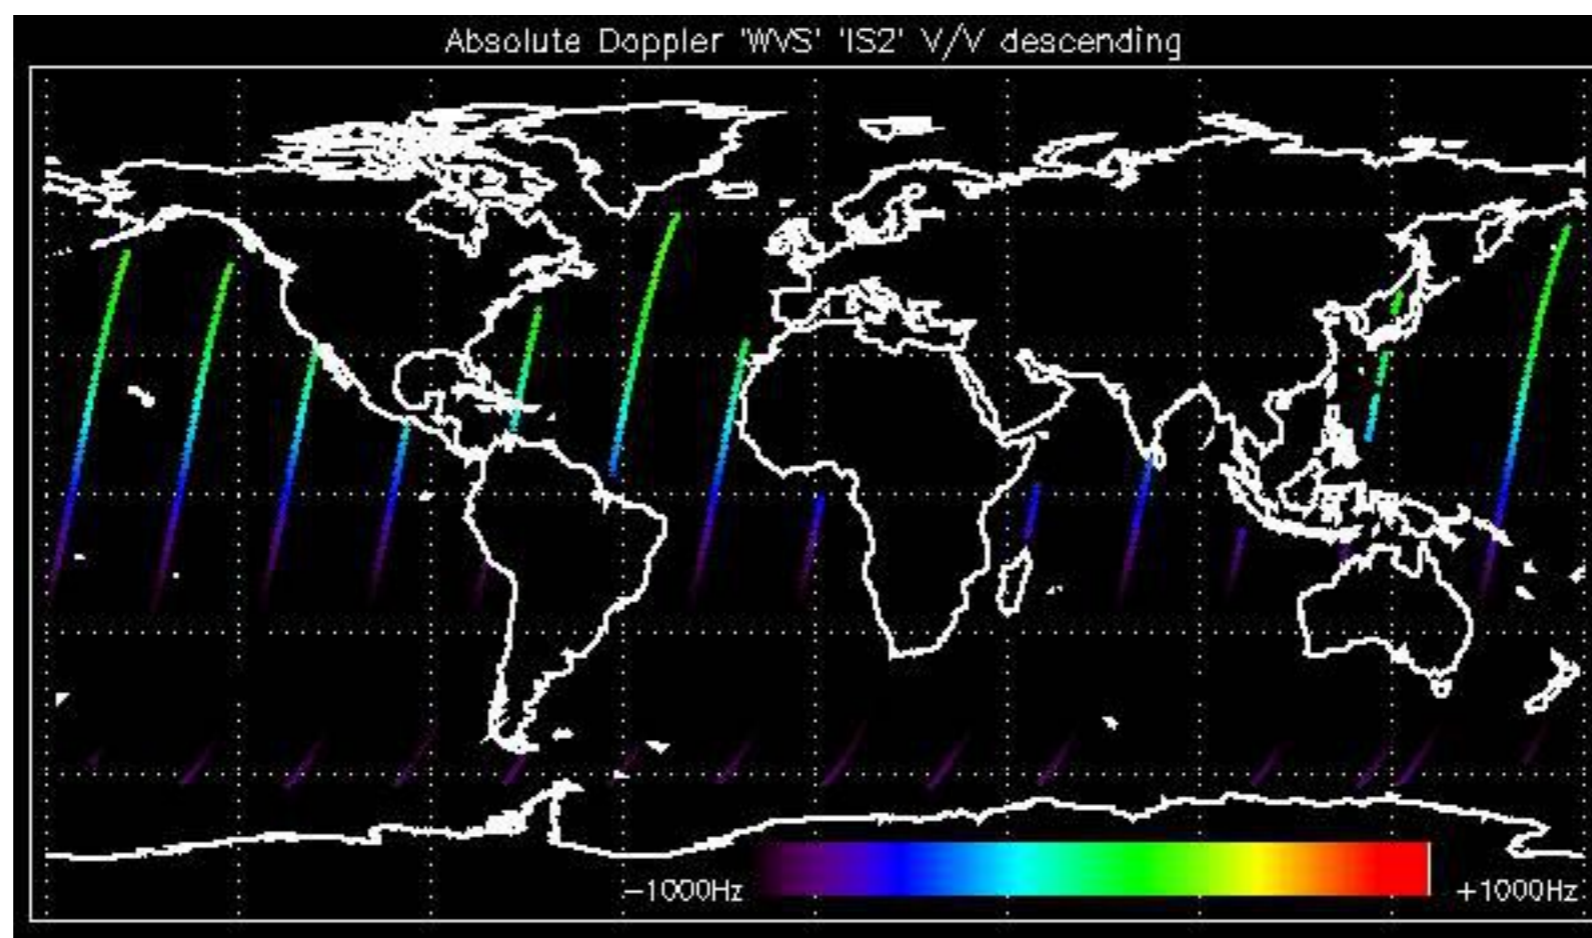 Absolute Doppler 'WVS' 'IS2' V/V descending
−1000Hz
+1000Hz